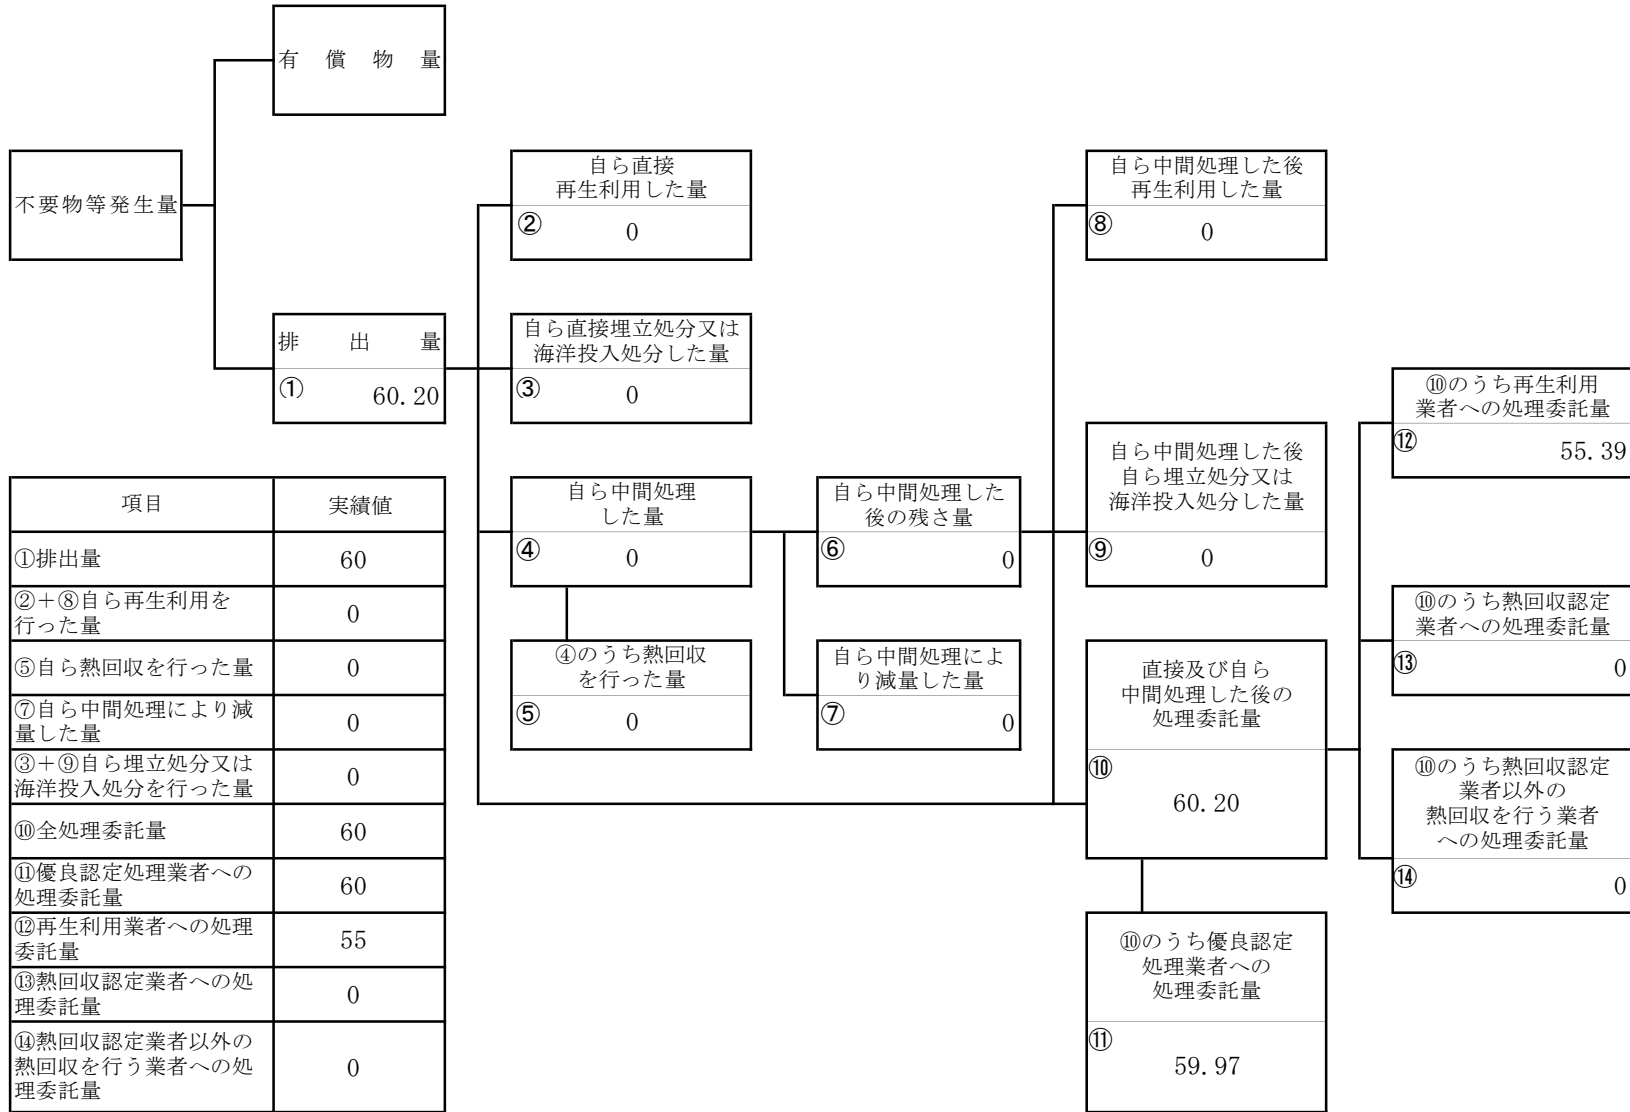 有償物量
不要物等発生量
排出量
① 60.20
自ら直接
再生利用した量
② 0
自ら直接埋立処分又は
海洋投入処分した量
③ 0
自ら中間処理
した量
④ 0
④のうち熱回収
を行った量
⑤ 0
自ら中間処理した
後の残さ量
⑥ 0
自ら中間処理によ
り減量した量
⑦ 0
自ら中間処理した後
再生利用した量
⑧ 0
自ら中間処理した後
自ら埋立処分又は
海洋投入処分した量
⑨ 0
直接及び自ら
中間処理した後の
処理委託量
⑩
60.20
⑩のうち優良認定
処理業者への
処理委託量
⑪
59.97
⑩のうち再生利用
業者への処理委託量
⑫ 55.39
⑩のうち熱回収認定
業者への処理委託量
⑬ 0
⑩のうち熱回収認定
業者以外の
熱回収を行う業者
への処理委託量
⑭ 0
項目 実績値
①排出量 60
②+⑧自ら再生利用を
行った量 0
⑤自ら熱回収を行った量 0
⑦自ら中間処理により減
量した量 0
③+⑨自ら埋立処分又は
海洋投入処分を行った量 0
⑩全処理委託量 60
⑪優良認定処理業者への
処理委託量 60
⑫再生利用業者への処理
委託量 55
⑬熱回収認定業者への処
理委託量 0
⑭熱回収認定業者以外の
熱回収を行う業者への処
理委託量 0